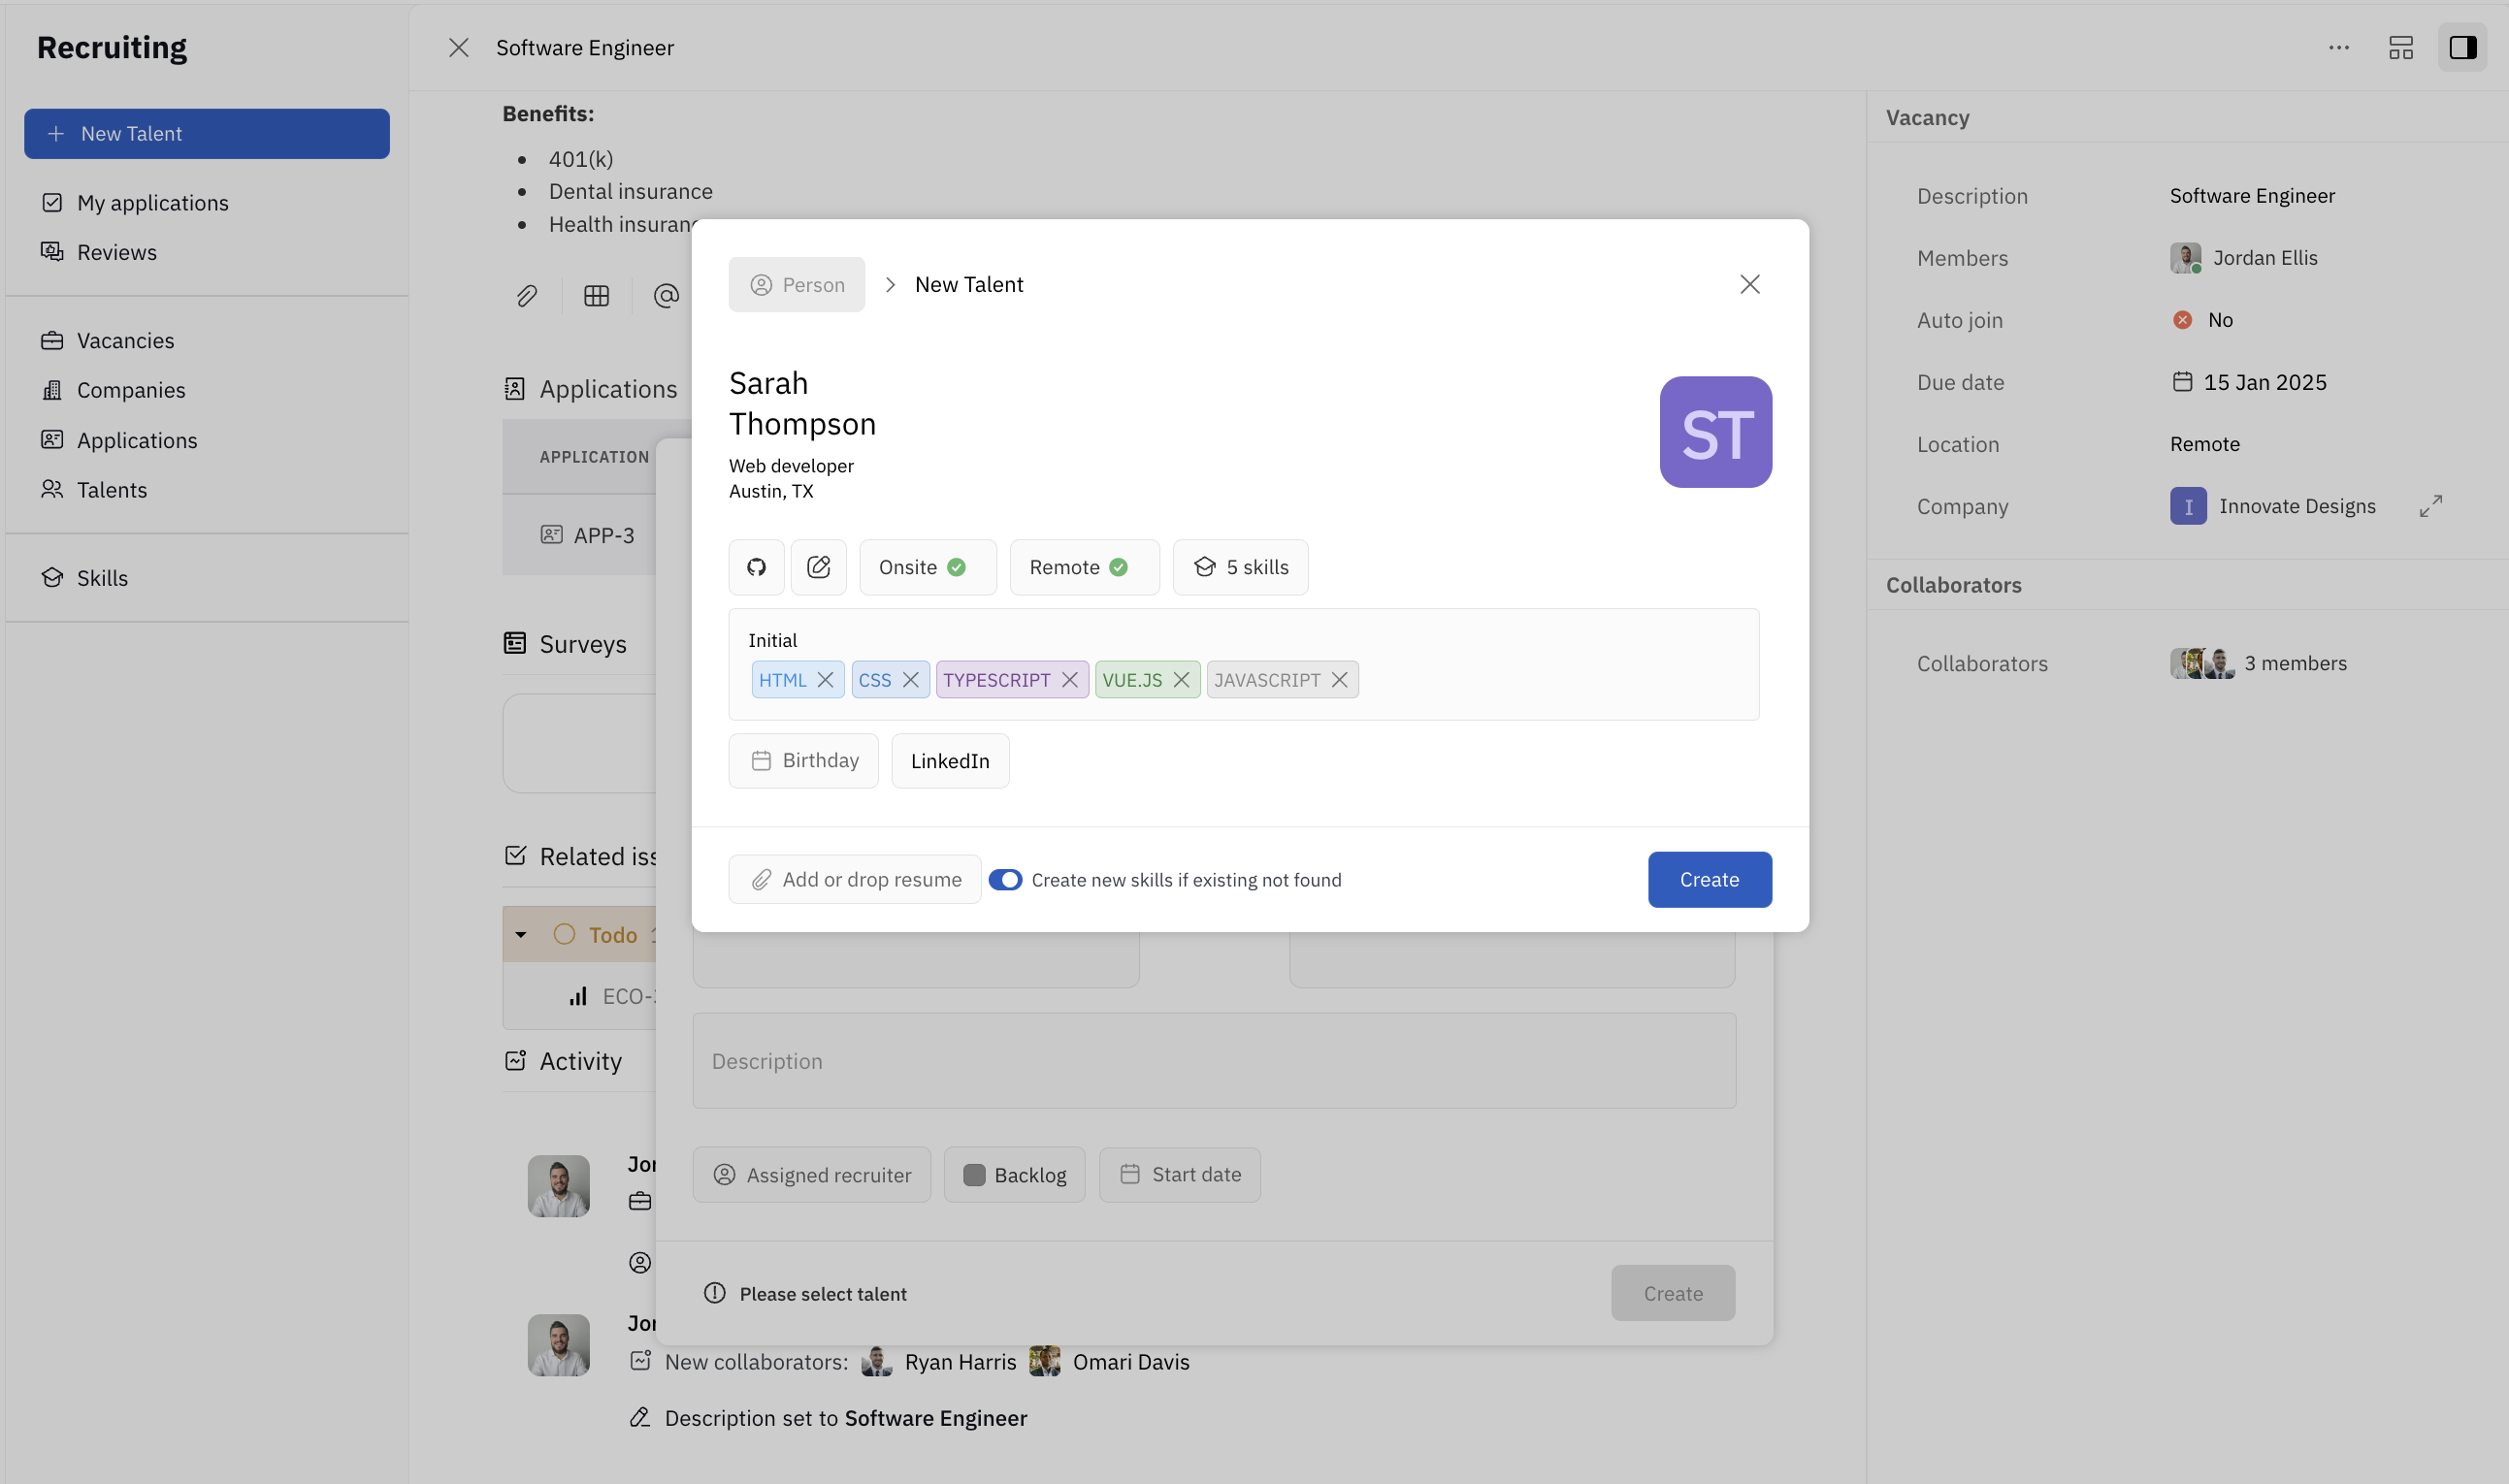 Recruiting
New Talent
My applications
Reviews
Vacancies
Companies
Applications
Talents
Skills
Software Engineer
Benefits:
401(k)
Dental insurance
Health
Applications
APPLICATION
APP-3
Surveys
Related
Todo
Activity
New collaborators: Ryan Harris Omari Davis
Description set to Software Engineer
Person > New Talent
Sarah
Thompson
Web developer
Austin, TX
ST
Onsite
Remote
5 skills
Initial
HTML
CSS
TYPESCRIPT
VUE.JS
JAVASCRIPT
Birthday
LinkedIn
Add or drop resume
Create new skills if existing not found
Create
Description
Assigned recruiter
Backlog
Start date
Please select talent
Create
Vacancy
Description Software Engineer
Members Jordan Ellis
Auto join No
Due date 15 Jan 2025
Location Remote
Company I Innovate Designs
Collaborators
Collaborators 3 members